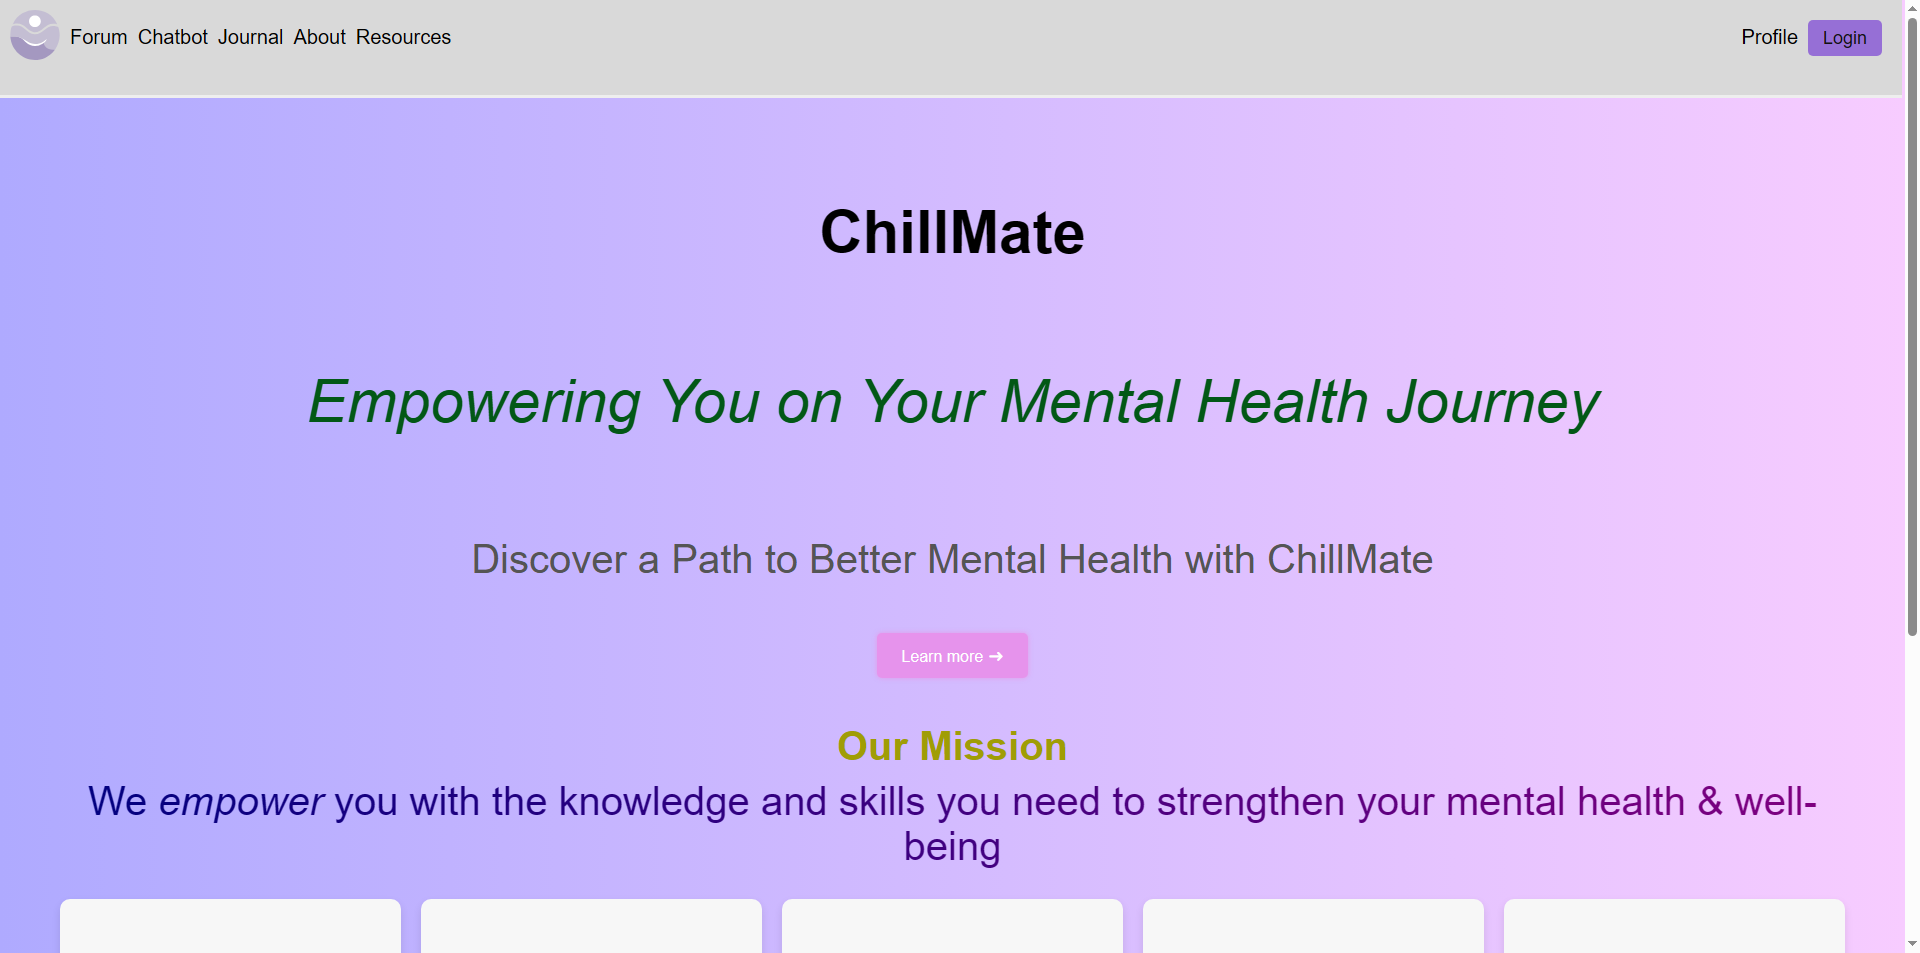 Forum Chatbot Journal About Resources Profile Login
ChillMate
Empowering You on Your Mental Health Journey
Discover a Path to Better Mental Health with ChillMate
Learn more ➜
Our Mission
We empower you with the knowledge and skills you need to strengthen your mental health & well-
being